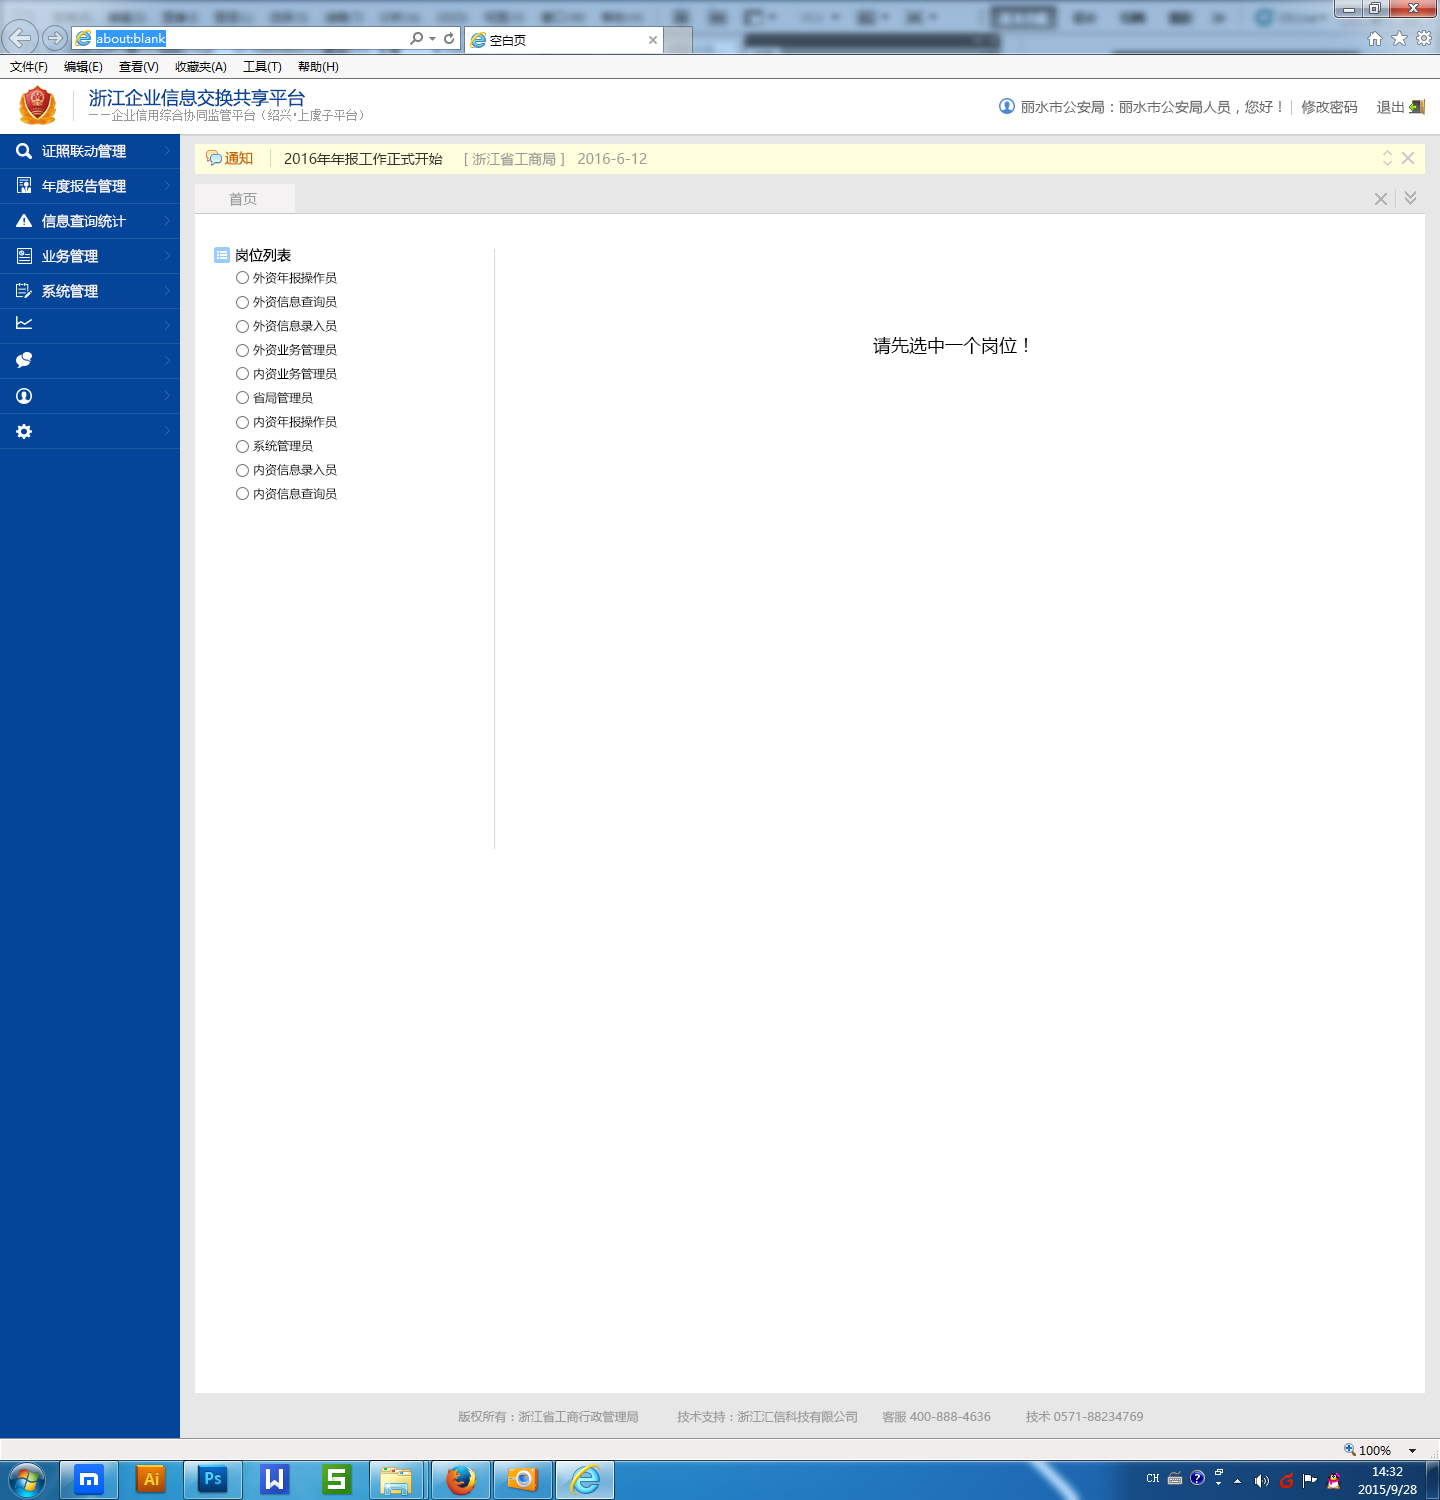 about:blank
空白页
文件(F) 编辑(E) 查看(V) 收藏夹(A) 工具(T) 帮助(H)
浙江企业信息交换共享平台
——企业信用综合协同监管平台（绍兴·上虞子平台）
丽水市公安局：丽水市公安局人员，您好！ 修改密码 退出
证照联动管理
年度报告管理
信息查询统计
业务管理
系统管理
通知 2016年年报工作正式开始 [ 浙江省工商局 ] 2016-6-12
首页
岗位列表
外资年报操作员
外资信息查询员
外资信息录入员
外资业务管理员
内资业务管理员
省局管理员
内资年报操作员
系统管理员
内资信息录入员
内资信息查询员
请先选中一个岗位！
版权所有：浙江省工商行政管理局 技术支持：浙江汇信科技有限公司 客服 400-888-4636 技术 0571-88234769
100%
m Ai Ps W S
CH
14:32
2015/9/28